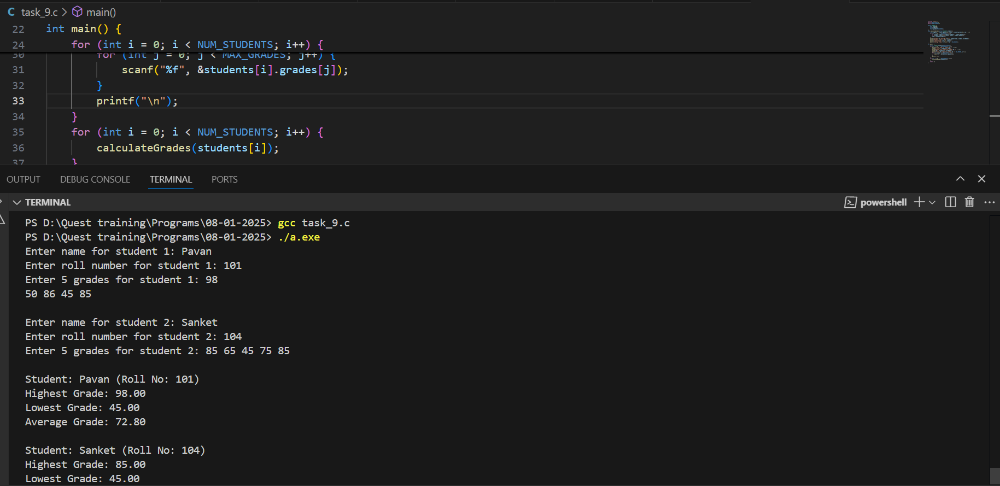 C task_9.c > main()
22 int main() {
24 for (int i = 0; i < NUM_STUDENTS; i++) {
30 for (int j = 0; j < MAX_GRADES; j++) {
31 scanf("%f", &students[i].grades[j]);
32 }
33 printf("\n");
34 }
35 for (int i = 0; i < NUM_STUDENTS; i++) {
36 calculateGrades(students[i]);
37 }
OUTPUT DEBUG CONSOLE TERMINAL PORTS
TERMINAL powershell
PS D:\Quest training\Programs\08-01-2025> gcc task_9.c
PS D:\Quest training\Programs\08-01-2025> ./a.exe
Enter name for student 1: Pavan
Enter roll number for student 1: 101
Enter 5 grades for student 1: 98
50 86 45 85
Enter name for student 2: Sanket
Enter roll number for student 2: 104
Enter 5 grades for student 2: 85 65 45 75 85
Student: Pavan (Roll No: 101)
Highest Grade: 98.00
Lowest Grade: 45.00
Average Grade: 72.80
Student: Sanket (Roll No: 104)
Highest Grade: 85.00
Lowest Grade: 45.00